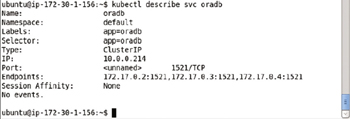 ubuntu@ip-172-30-1-156:~$ kubectl describe svc oradb
Name: oradb
Namespace: default
Labels: app=oradb
Selector: app=oradb
Type: ClusterIP
IP: 10.0.0.214
Port: <unnamed> 1521/TCP
Endpoints: 172.17.0.2:1521,172.17.0.3:1521,172.17.0.4:1521
Session Affinity: None
No events.
ubuntu@ip-172-30-1-156:~$